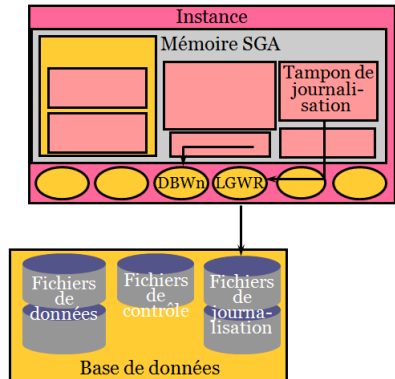 Instance
Mémoire SGA
Tampon de
journali-
sation
DBWn
LGWR
Fichiers
de
données
Fichiers
de
contrôle
Fichiers
de
journa-
lisation
Base de données